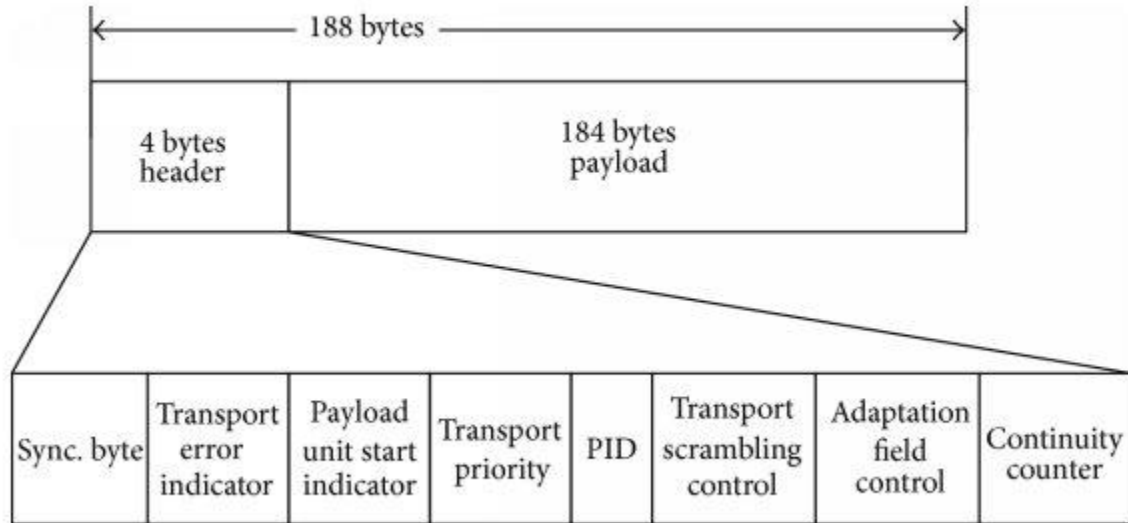 188 bytes
4 bytes
header
184 bytes
payload
Sync. byte
Transport
error
indicator
Payload
unit start
indicator
Transport
priority
PID
Transport
scrambling
control
Adaptation
field
control
Continuity
counter